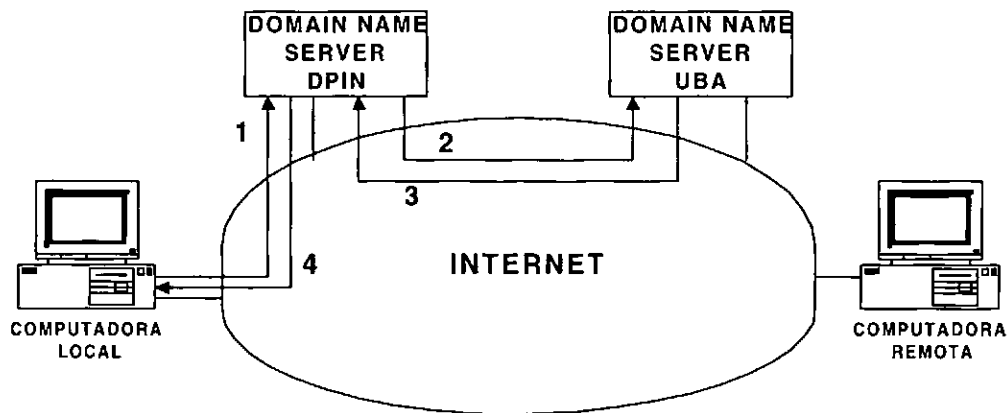 DOMAIN NAME
SERVER
DPIN
DOMAIN NAME
SERVER
UBA
1
2
3
4
INTERNET
COMPUTADORA
LOCAL
COMPUTADORA
REMOTA